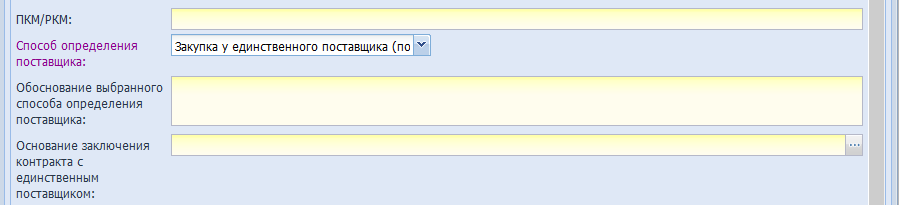 ПКМ/РКМ:
Способ определения
поставщика:
Закупка у единственного поставщика (по
Обоснование выбранного
способа определения
поставщика:
Основание заключения
контракта с
единственным
поставщиком:
...